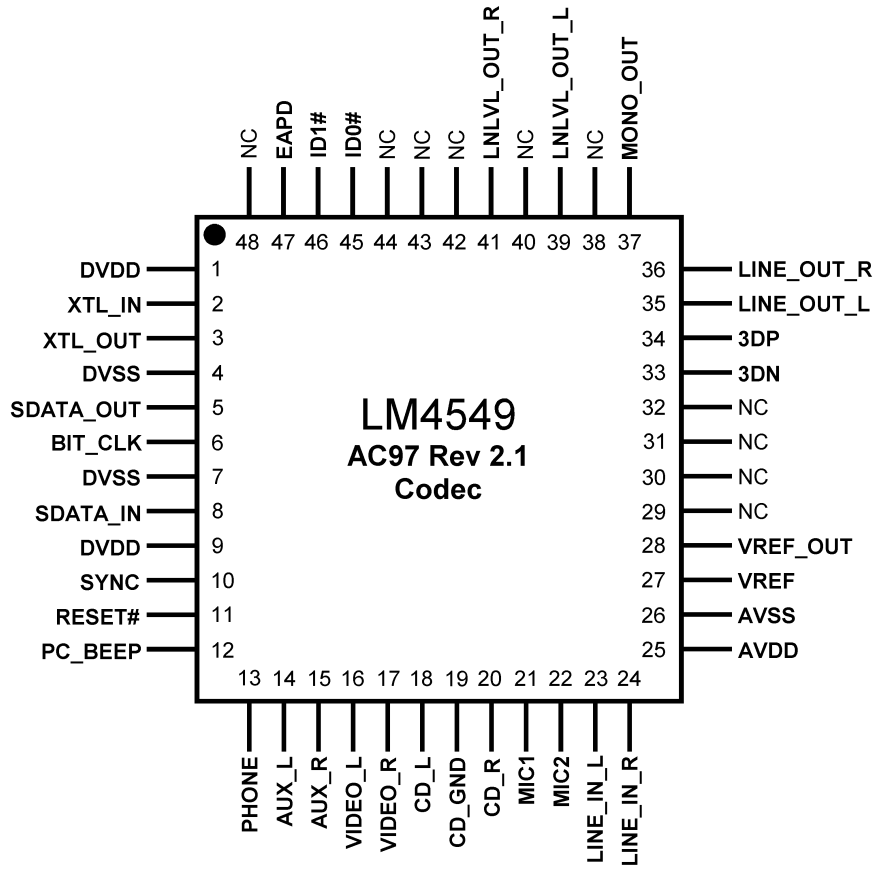 NC
EAPD
ID1#
ID0#
NC
NC
NC
LNLVL_OUT_R
NC
LNLVL_OUT_L
NC
MONO_OUT
48 47 46 45 44 43 42 41 40 39 38 37
DVDD 1
XTL_IN 2
XTL_OUT 3
DVSS 4
SDATA_OUT 5
BIT_CLK 6
DVSS 7
SDATA_IN 8
DVDD 9
SYNC 10
RESET# 11
PC_BEEP 12
LM4549
AC97 Rev 2.1
Codec
36 LINE_OUT_R
35 LINE_OUT_L
34 3DP
33 3DN
32 NC
31 NC
30 NC
29 NC
28 VREF_OUT
27 VREF
26 AVSS
25 AVDD
13 14 15 16 17 18 19 20 21 22 23 24
PHONE
AUX_L
AUX_R
VIDEO_L
VIDEO_R
CD_L
CD_GND
CD_R
MIC1
MIC2
LINE_IN_L
LINE_IN_R